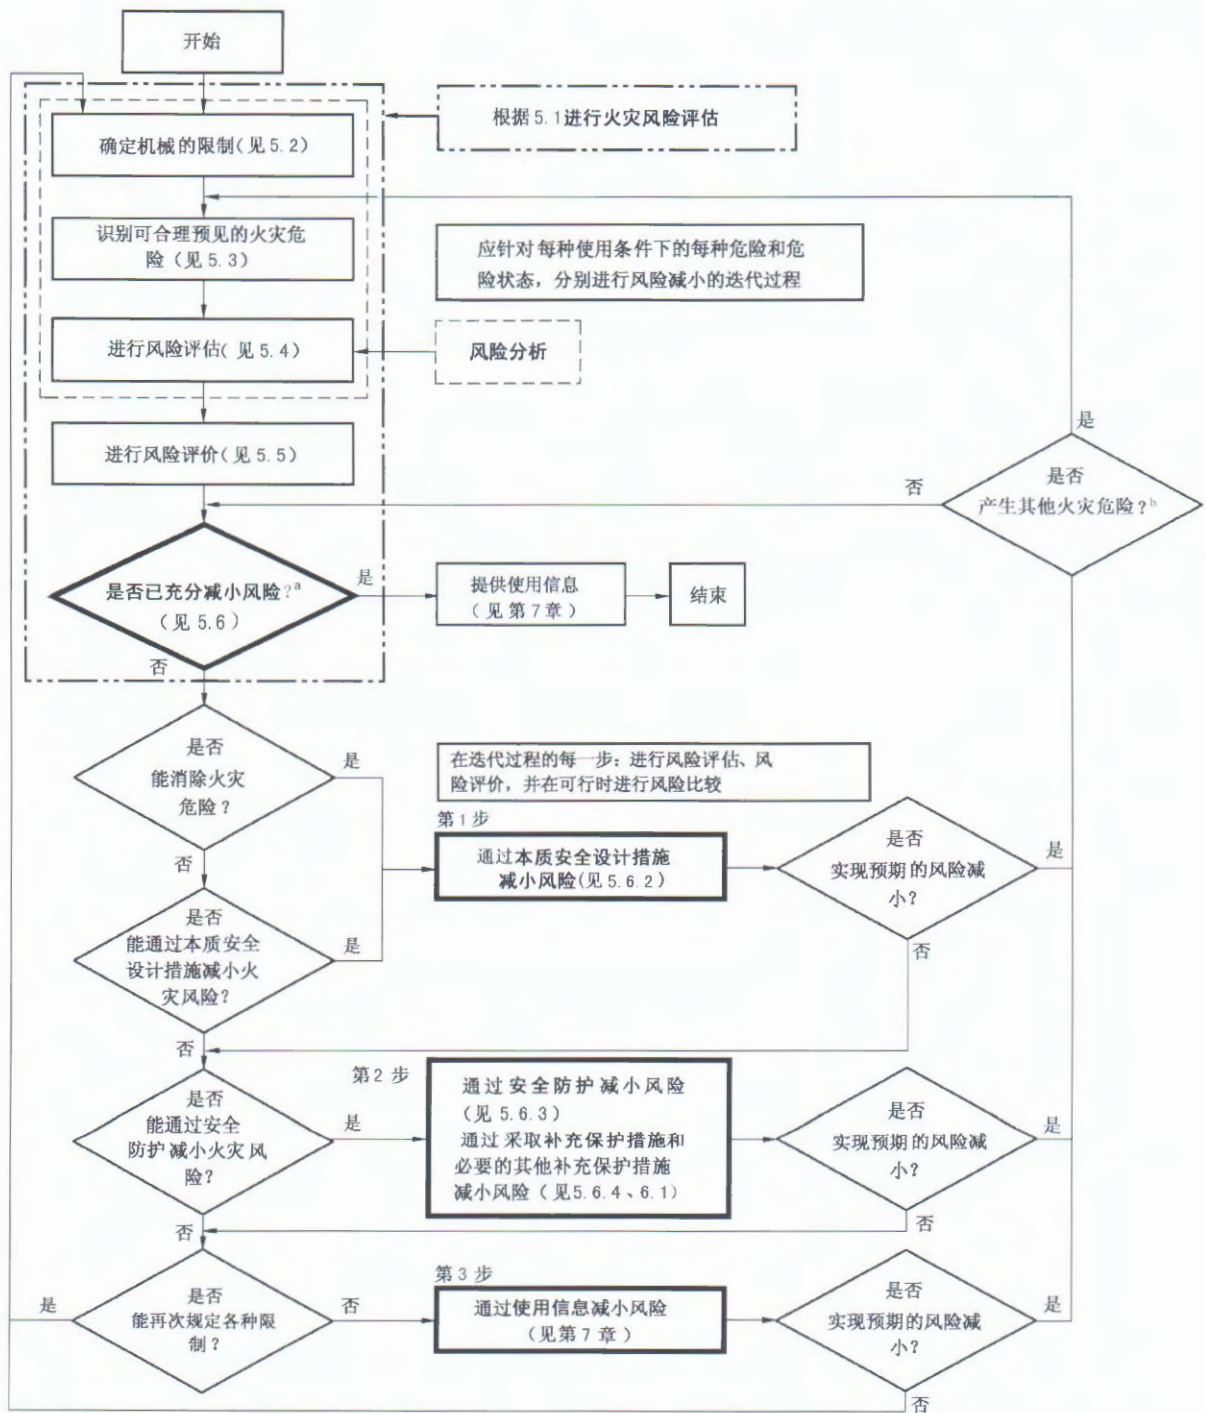 开始
根据5.1进行火灾风险评估
确定机械的限制(见5.2)
识别可合理预见的火灾危
险（见5.3）
应针对每种使用条件下的每种危险和危
险状态，分别进行风险减小的迭代过程
进行风险评估(见5.4)
风险分析
进行风险评价(见5.5)
是
是否
产生其他火灾危险?ᵇ
否
是否已充分减小风险?ᵃ
（见5.6）
是
提供使用信息
（见第7章）
结束
否
是否
能消除火灾
危险？
是
在迭代过程的每一步：进行风险评估、风
险评价，并在可行时进行风险比较
第1步
通过本质安全设计措施
减小风险(见5.6.2)
是否
实现预期的风险减
小？
是
否
否
是否
能通过本质安全
设计措施减小火
灾风险？
是
否
第2步
是否
能通过安全
防护减小火灾风
险？
是
通过安全防护减小风险
（见5.6.3）
通过采取补充保护措施和
必要的其他补充保护措施
减小风险（见5.6.4、6.1）
是否
实现预期的风险减
小？
是
否
否
第3步
是
是否
能再次规定各种限
制？
否
通过使用信息减小风险
（见第7章）
是否
实现预期的风险减
小？
是
否